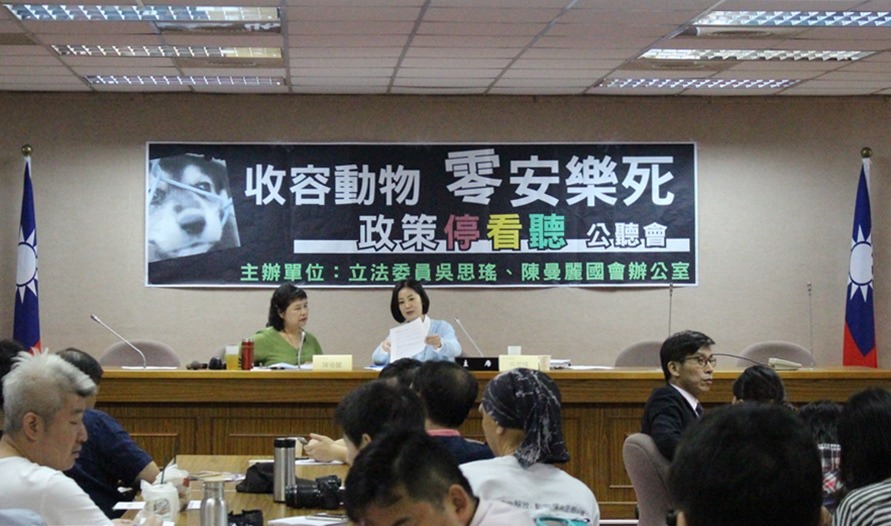 收容動物 零安樂死
政策停看聽 公聽會
主辦單位：立法委員吳思瑤、陳曼麗國會辦公室